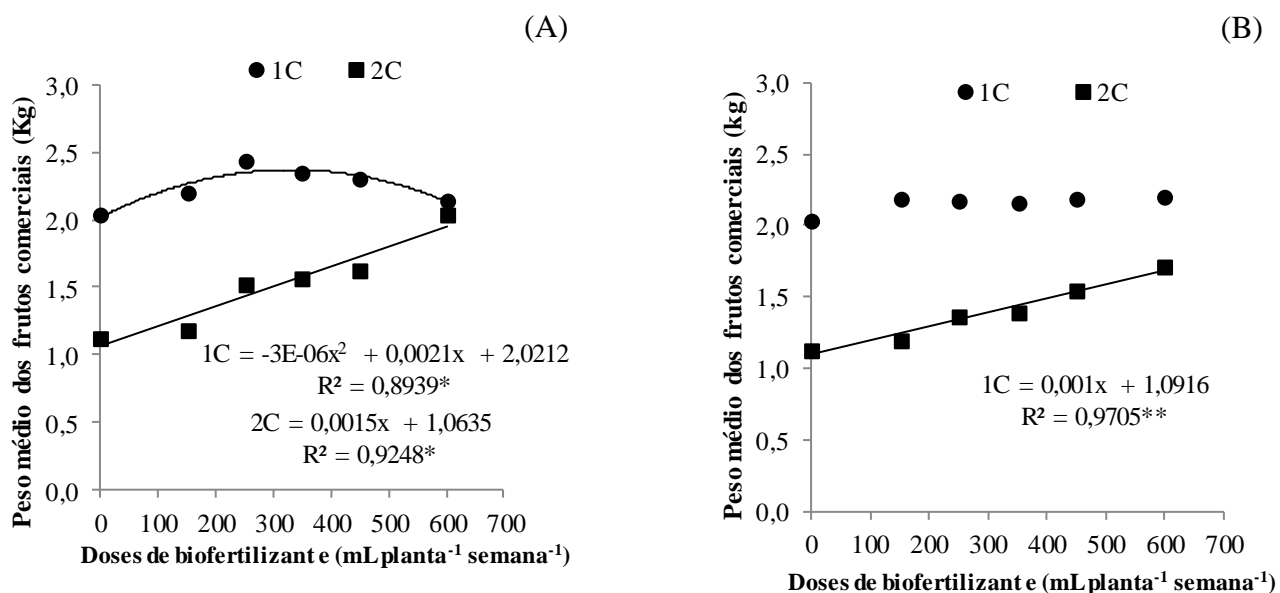 (A)
1C 2C
Peso médio dos frutos comerciais (Kg)
3,0
2,5
2,0
1,5
1,0
0,5
0,0
1C = -3E-06x² + 0,0021x + 2,0212
R² = 0,8939*
2C = 0,0015x + 1,0635
R² = 0,9248*
0 100 200 300 400 500 600 700
Doses de biofertilizante (mL planta⁻¹ semana⁻¹)
(B)
1C 2C
Peso médio dos frutos comerciais (kg)
3,0
2,5
2,0
1,5
1,0
0,5
0,0
1C = 0,001x + 1,0916
R² = 0,9705**
0 100 200 300 400 500 600 700
Doses de biofertilizante (mL planta⁻¹ semana⁻¹)